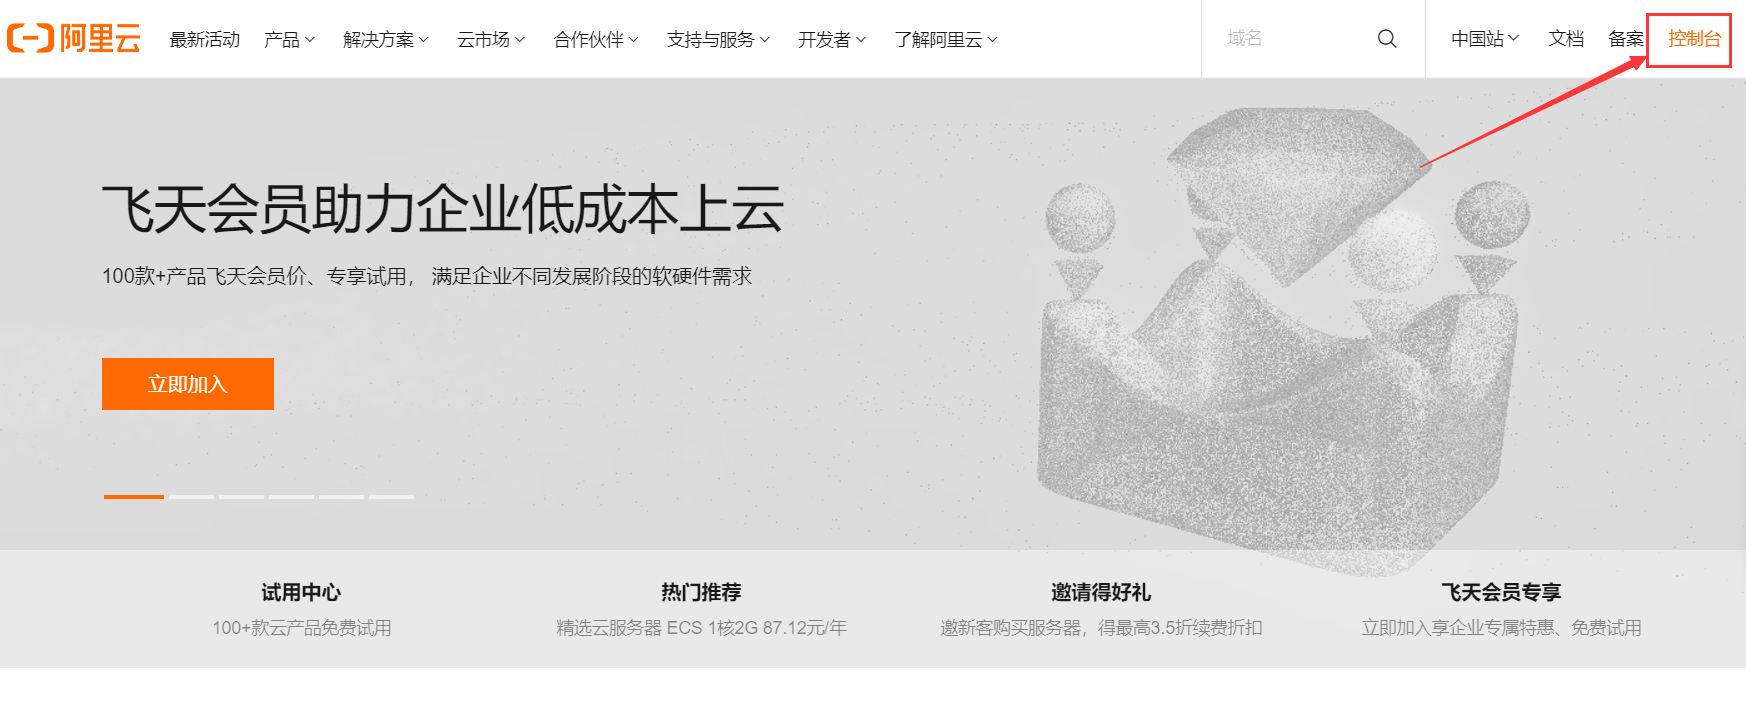 阿里云 最新活动 产品 解决方案 云市场 合作伙伴 支持与服务 开发者 了解阿里云 域名 中国站 文档 备案 控制台
飞天会员助力企业低成本上云
100款+产品飞天会员价、专享试用， 满足企业不同发展阶段的软硬件需求
立即加入
试用中心
100+款云产品免费试用
热门推荐
精选云服务器 ECS 1核2G 87.12元/年
邀请得好礼
邀新客购买服务器，得最高3.5折续费折扣
飞天会员专享
立即加入享企业专属特惠、免费试用